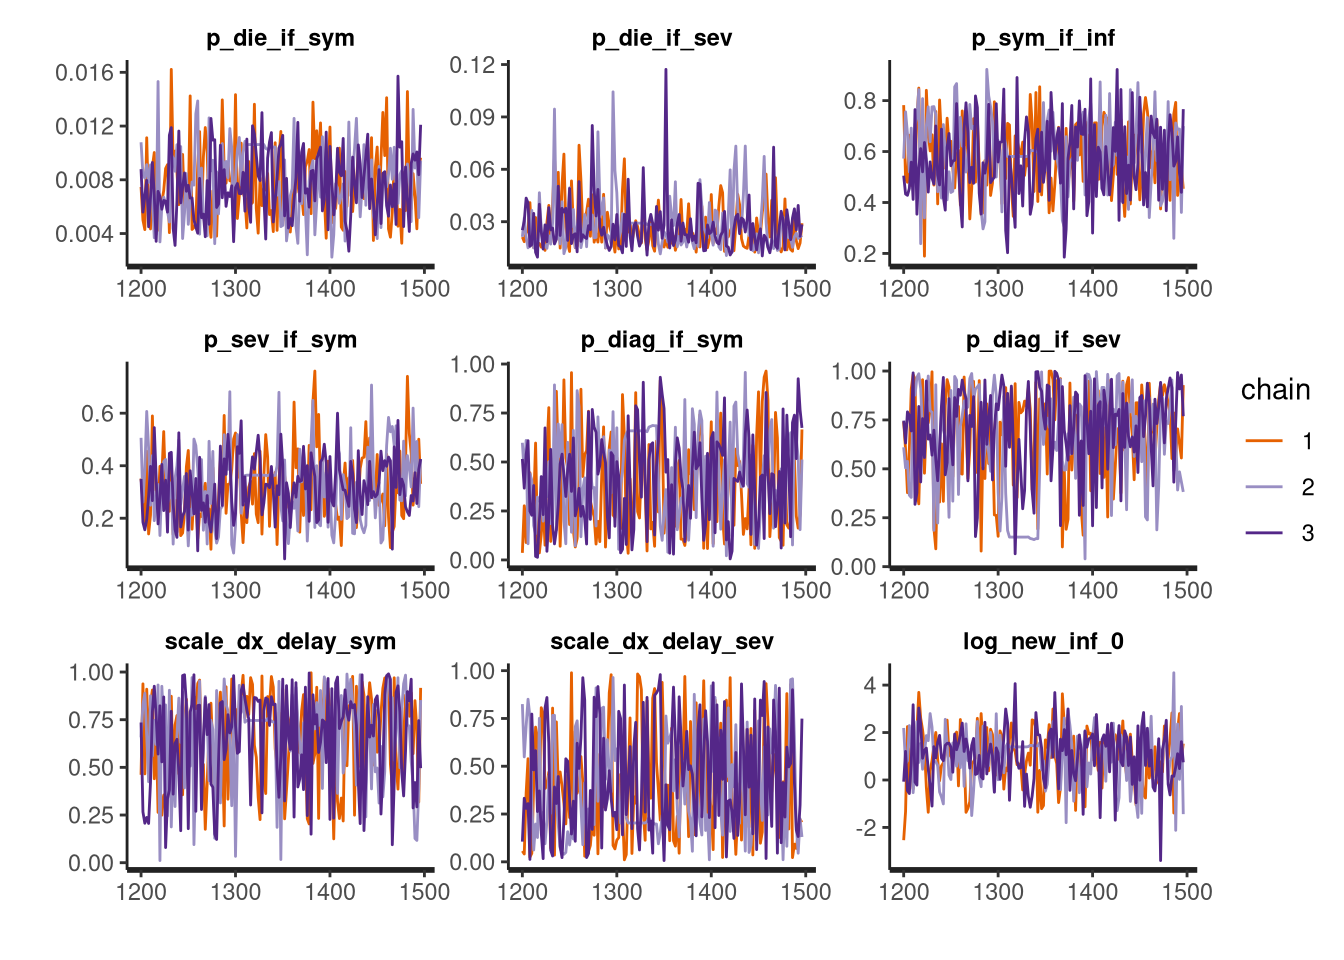 p_die_if_sym p_die_if_sev p_sym_if_inf
0.016 0.012 0.008 0.004
1200 1300 1400 1500
0.12 0.09 0.06 0.03
1200 1300 1400 1500
0.8 0.6 0.4 0.2
1200 1300 1400 1500
p_sev_if_sym p_diag_if_sym p_diag_if_sev
0.6 0.4 0.2
1200 1300 1400 1500
1.00 0.75 0.50 0.25 0.00
1200 1300 1400 1500
1.00 0.75 0.50 0.25 0.00
1200 1300 1400 1500
scale_dx_delay_sym scale_dx_delay_sev log_new_inf_0
1.00 0.75 0.50 0.25 0.00
1200 1300 1400 1500
1.00 0.75 0.50 0.25 0.00
1200 1300 1400 1500
4 2 0 -2
1200 1300 1400 1500
chain
1
2
3